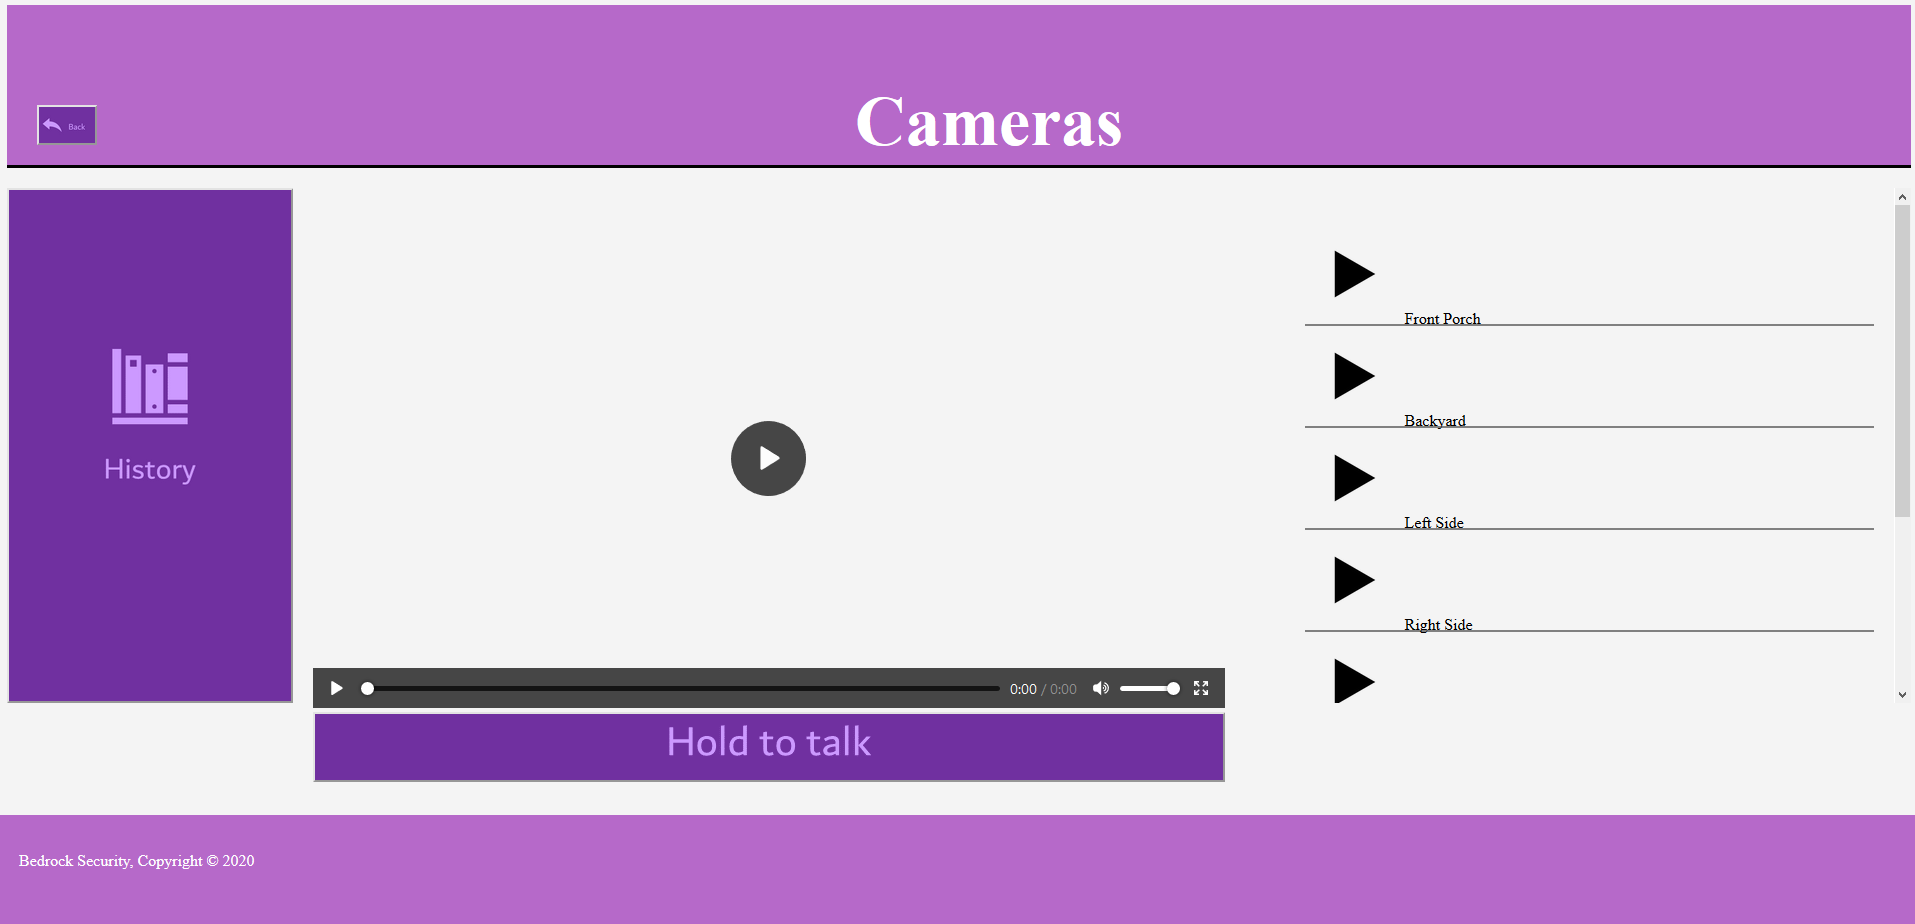 Back
Cameras
History
Front Porch
Backyard
Left Side
Right Side
0:00 / 0:00
Hold to talk
Bedrock Security, Copyright © 2020